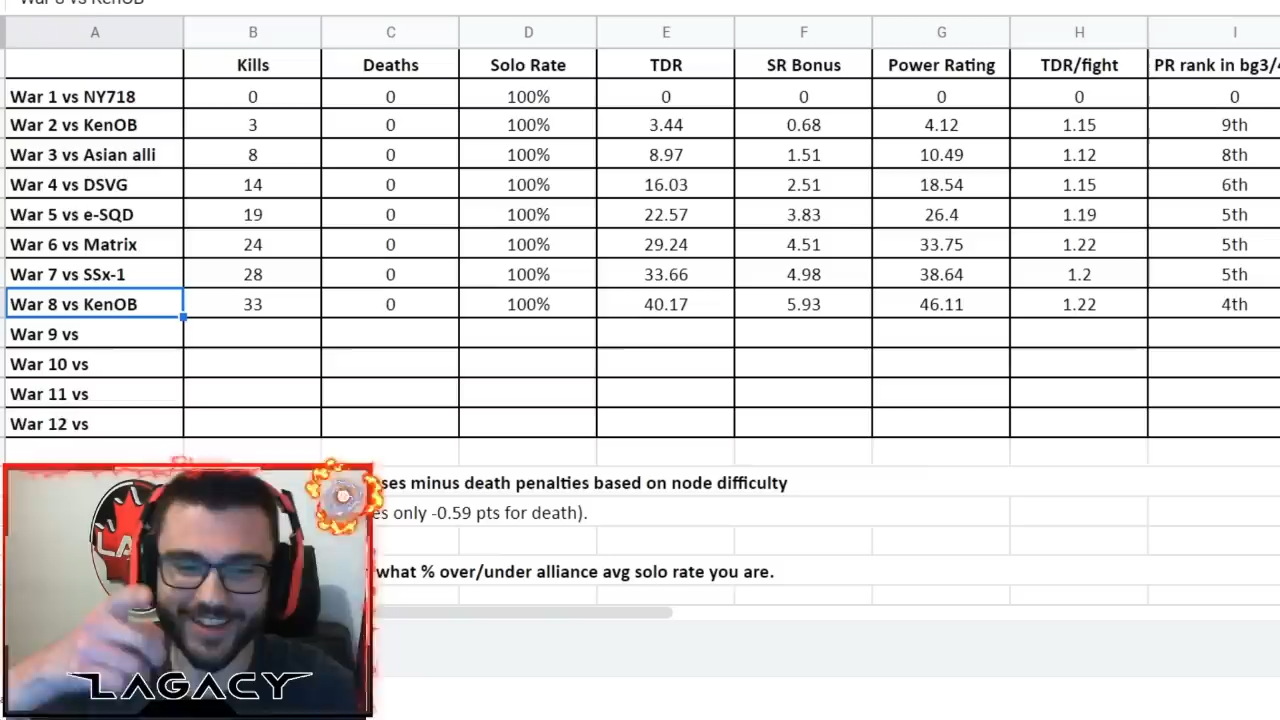 War 8 vs KenOB
A B C D E F G H I
Kills Deaths Solo Rate TDR SR Bonus Power Rating TDR/fight PR rank in bg3/4
War 1 vs NY718 0 0 100% 0 0 0 0 0
War 2 vs KenOB 3 0 100% 3.44 0.68 4.12 1.15 9th
War 3 vs Asian alli 8 0 100% 8.97 1.51 10.49 1.12 8th
War 4 vs DSVG 14 0 100% 16.03 2.51 18.54 1.15 6th
War 5 vs e-SQD 19 0 100% 22.57 3.83 26.4 1.19 5th
War 6 vs Matrix 24 0 100% 29.24 4.51 33.75 1.22 5th
War 7 vs SSx-1 28 0 100% 33.66 4.98 38.64 1.2 5th
War 8 vs KenOB 33 0 100% 40.17 5.93 46.11 1.22 4th
War 9 vs
War 10 vs
War 11 vs
War 12 vs
ses minus death penalties based on node difficulty
es only -0.59 pts for death).
what % over/under alliance avg solo rate you are.
LA
LAGACY